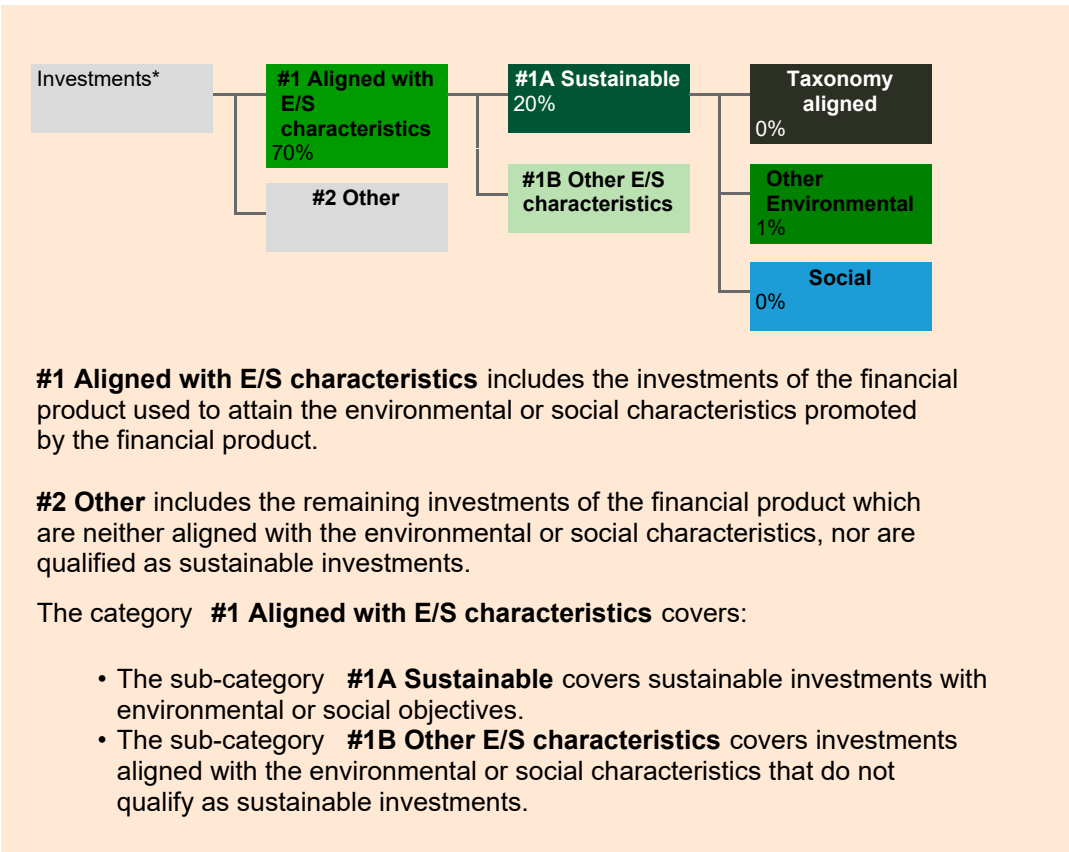 Investments*
#1 Aligned with
E/S
characteristics
70%
#2 Other
#1A Sustainable
20%
#1B Other E/S
characteristics
Taxonomy
aligned
0%
Other
Environmental
1%
Social
0%
#1 Aligned with E/S characteristics includes the investments of the financial
product used to attain the environmental or social characteristics promoted
by the financial product.
#2 Other includes the remaining investments of the financial product which
are neither aligned with the environmental or social characteristics, nor are
qualified as sustainable investments.
The category #1 Aligned with E/S characteristics covers:
• The sub-category #1A Sustainable covers sustainable investments with
environmental or social objectives.
• The sub-category #1B Other E/S characteristics covers investments
aligned with the environmental or social characteristics that do not
qualify as sustainable investments.